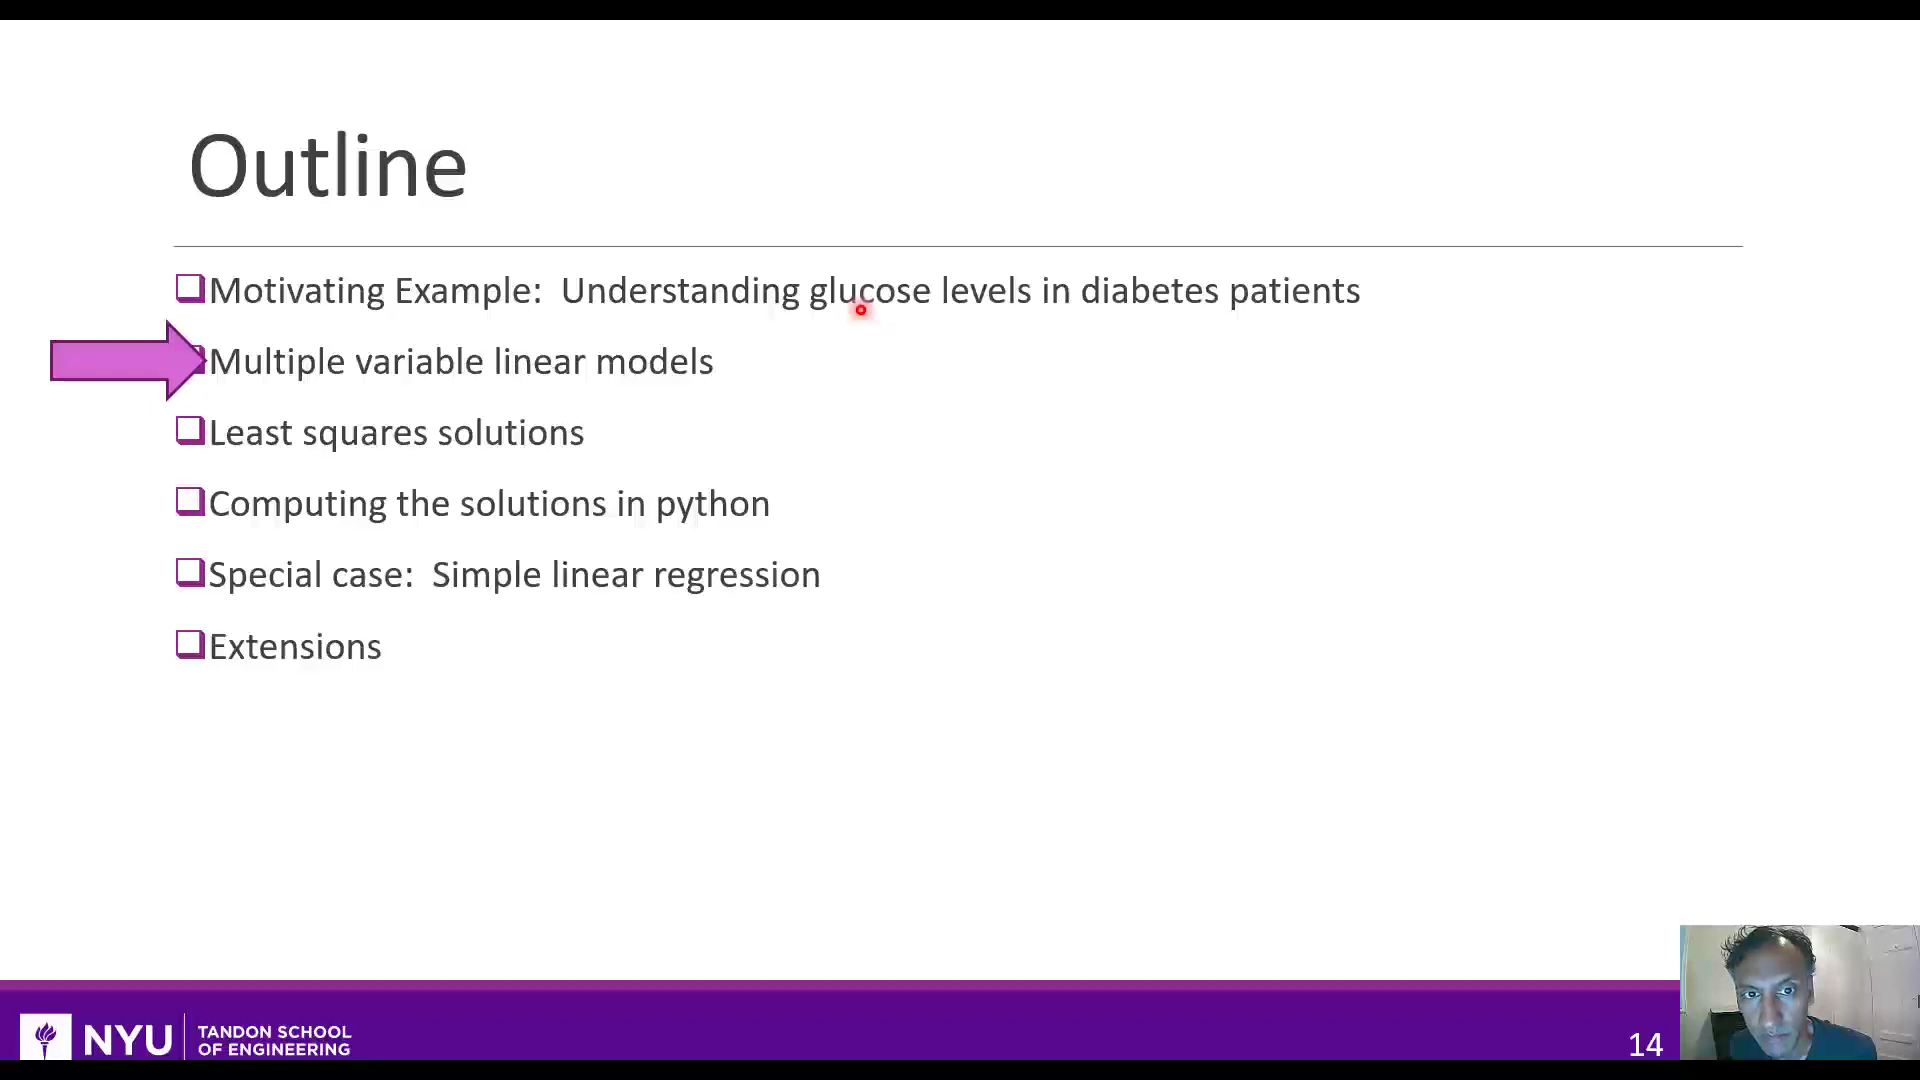 Outline
Motivating Example: Understanding glucose levels in diabetes patients
Multiple variable linear models
Least squares solutions
Computing the solutions in python
Special case: Simple linear regression
Extensions
NYU
TANDON SCHOOL
OF ENGINEERING
14